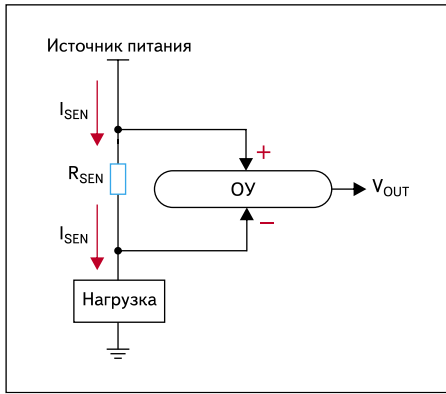 Источник питания
I_SEN
+
R_SEN
ОУ
V_OUT
I_SEN
−
Нагрузка